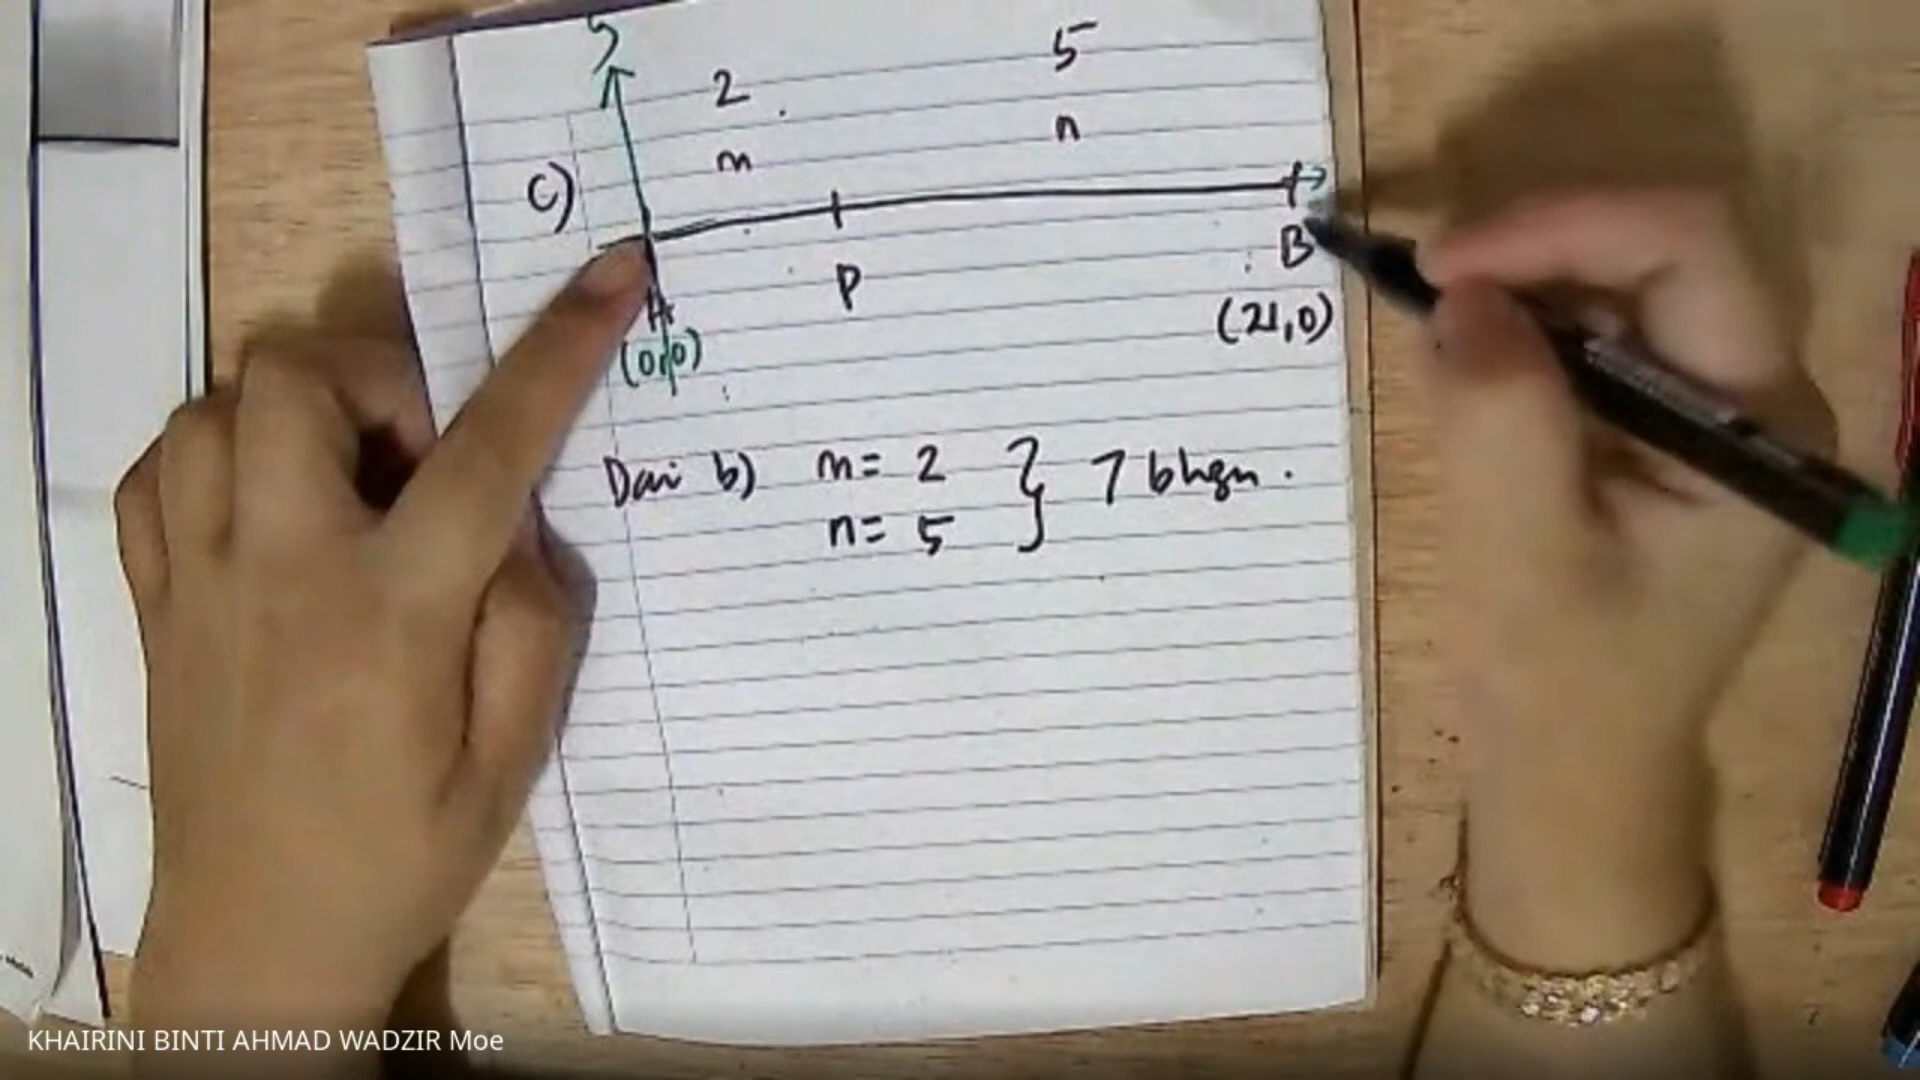 2 5
m n
C)
P
B
A
(0,0)
(21,0)
Dari b) m = 2 } 7 bhgn.
n = 5
KHAIRINI BINTI AHMAD WADZIR Moe